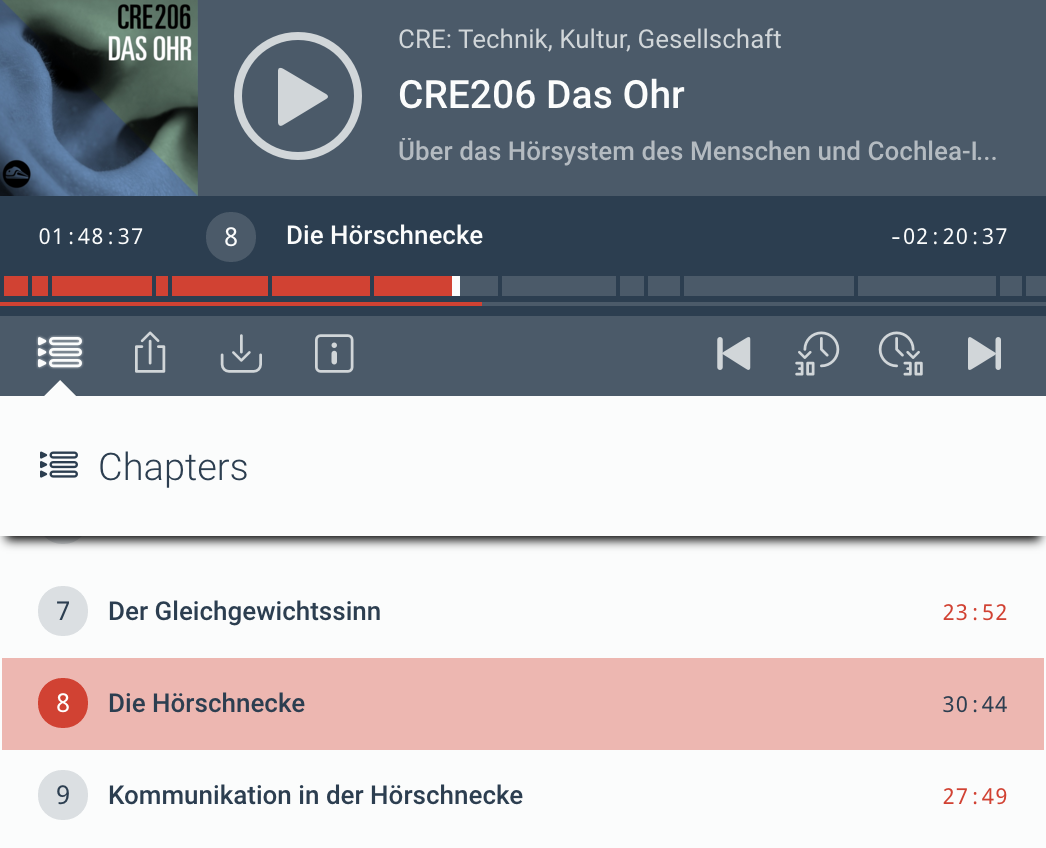 CRE206
DAS OHR
CRE: Technik, Kultur, Gesellschaft
CRE206 Das Ohr
Über das Hörsystem des Menschen und Cochlea-I...
01:48:37
8
Die Hörschnecke
-02:20:37
30
30
Chapters
7
Der Gleichgewichtssinn
23:52
8
Die Hörschnecke
30:44
9
Kommunikation in der Hörschnecke
27:49